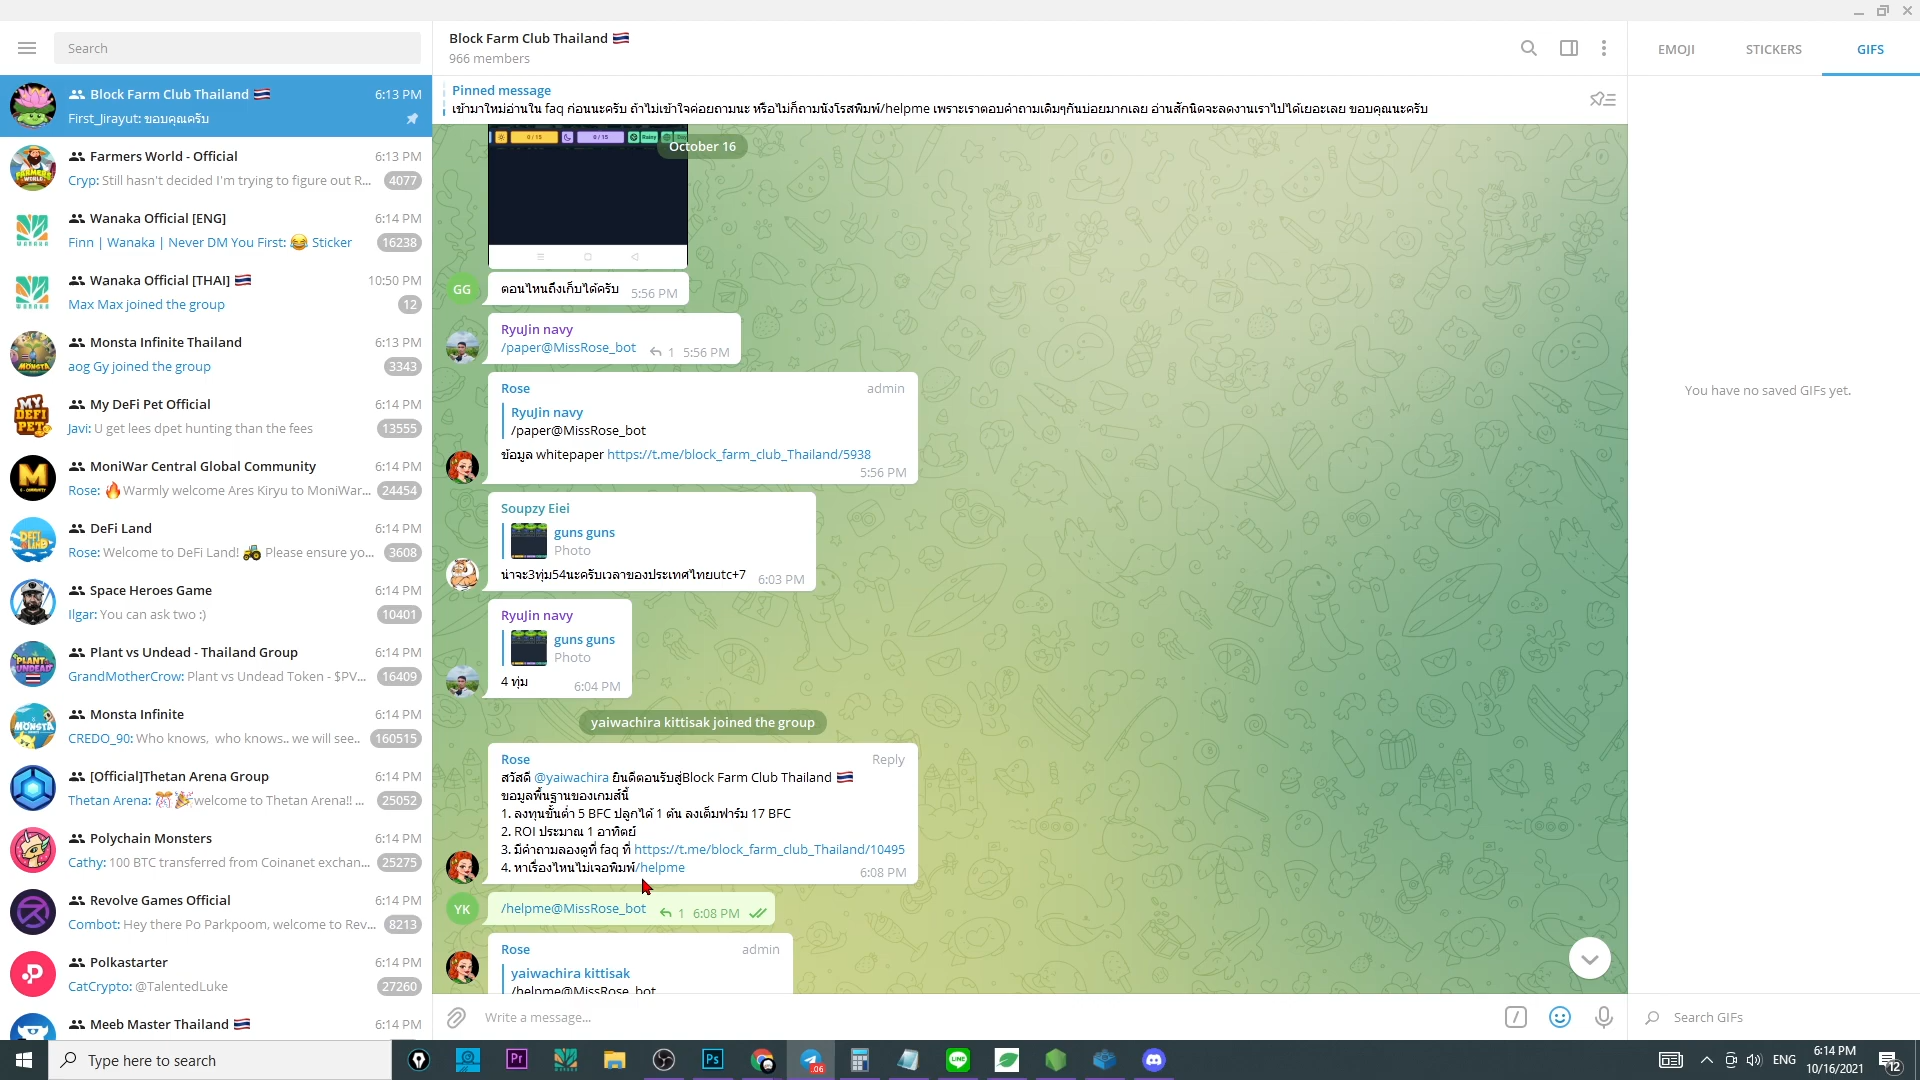 Search
Block Farm Club Thailand 🇹🇭 6:13 PM
First_Jirayut: ขอบคุณครับ
Farmers World - Official 6:13 PM
Cryp: Still hasn't decided I'm trying to figure out R... 4077
Wanaka Official [ENG] 6:14 PM
Finn | Wanaka | Never DM You First: 😂 Sticker 16238
Wanaka Official [THAI] 🇹🇭 10:50 PM
Max Max joined the group 12
Monsta Infinite Thailand 6:13 PM
aog Gy joined the group 3343
My DeFi Pet Official 6:14 PM
Javi: U get lees dpet hunting than the fees 13555
MoniWar Central Global Community 6:14 PM
Rose: 🔥Warmly welcome Ares Kiryu to MoniWar... 24454
DeFi Land 6:14 PM
Rose: Welcome to DeFi Land! 🚜 Please ensure yo... 3608
Space Heroes Game 6:14 PM
Ilgar: You can ask two :) 10401
Plant vs Undead - Thailand Group 6:14 PM
GrandMotherCrow: Plant vs Undead Token - $PV... 16409
Monsta Infinite 6:14 PM
CREDO_90: Who knows, who knows.. we will see.. 160515
[Official]Thetan Arena Group 6:14 PM
Thetan Arena: 🎊🎉welcome to Thetan Arena!! ... 25052
Polychain Monsters 6:14 PM
Cathy: 100 BTC transferred from Coinanet exchan... 25275
Revolve Games Official 6:14 PM
Combot: Hey there Po Parkpoom, welcome to Rev... 8213
Polkastarter 6:14 PM
CatCrypto: @TalentedLuke 27260
Meeb Master Thailand 🇹🇭 6:14 PM
Block Farm Club Thailand 🇹🇭
966 members
Pinned message
เข้ามาใหม่อ่านใน faq ก่อนนะครับ ถ้าไม่เข้าใจค่อยถามนะ หรือไม่ก็ถามนังโรสพิมพ์/helpme เพราะเราตอบคำถามเดิมๆกันบ่อยมากเลย อ่านสักนิดจะลดงานเราไปได้เยอะเลย ขอบคุณนะครับ
0 / 15 0 / 15 Rainy Day
October 16
GG ตอนไหนถึงเก็บได้ครับ 5:56 PM
RyuJin navy
/paper@MissRose_bot 1 5:56 PM
Rose admin
RyuJin navy
/paper@MissRose_bot
ข้อมูล whitepaper https://t.me/block_farm_club_Thailand/5938
5:56 PM
Soupzy Eiei
guns guns
Photo
น่าจะ3ทุ่ม54นะครับเวลาของประเทศไทยutc+7 6:03 PM
RyuJin navy
guns guns
Photo
4 ทุ่ม 6:04 PM
yaiwachira kittisak joined the group
Rose Reply
สวัสดี @yaiwachira ยินดีตอนรับสู่Block Farm Club Thailand 🇹🇭
ขอมูลพื้นฐานของเกมส์นี้
1. ลงทุนขั้นต่ำ 5 BFC ปลูกได้ 1 ต้น ลงเต็มฟาร์ม 17 BFC
2. ROI ประมาณ 1 อาทิตย์
3. มีคำถามลองดูที่ faq ที่ https://t.me/block_farm_club_Thailand/10495
4. หาเรื่องไหนไม่เจอพิมพ์/helpme 6:08 PM
YK /helpme@MissRose_bot 1 6:08 PM
Rose admin
yaiwachira kittisak
/helpme@MissRose_bot
Write a message...
EMOJI STICKERS GIFS
You have no saved GIFs yet.
Search GIFs
Type here to search
Pr
Ps
.06
LINE
ENG
6:14 PM
10/16/2021
12